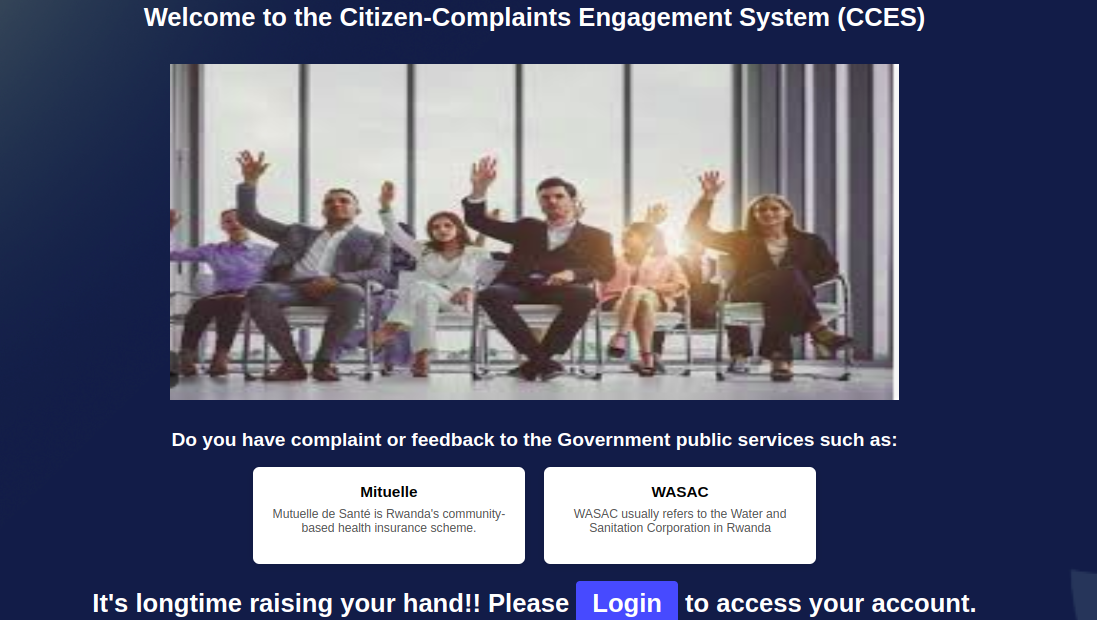 Welcome to the Citizen-Complaints Engagement System (CCES)
Do you have complaint or feedback to the Government public services such as:
Mituelle
Mutuelle de Santé is Rwanda's community-
based health insurance scheme.
WASAC
WASAC usually refers to the Water and
Sanitation Corporation in Rwanda
It's longtime raising your hand!! Please Login to access your account.